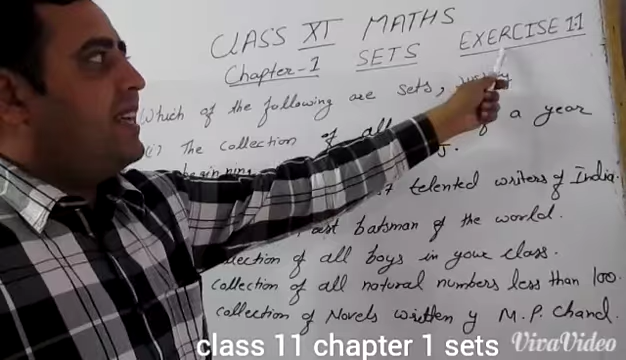 CLASS XI MATHS
Chapter-1 SETS EXERCISE 1.1
Which of the following are sets,
(i) The collection of all a year
beginning J.
telented writers of India.
batsman of the world.
of all boys in your class.
collection of all natural numbers less than 100.
collection of Novels written y M.P. Chand.
class 11 chapter 1 sets
VivaVideo